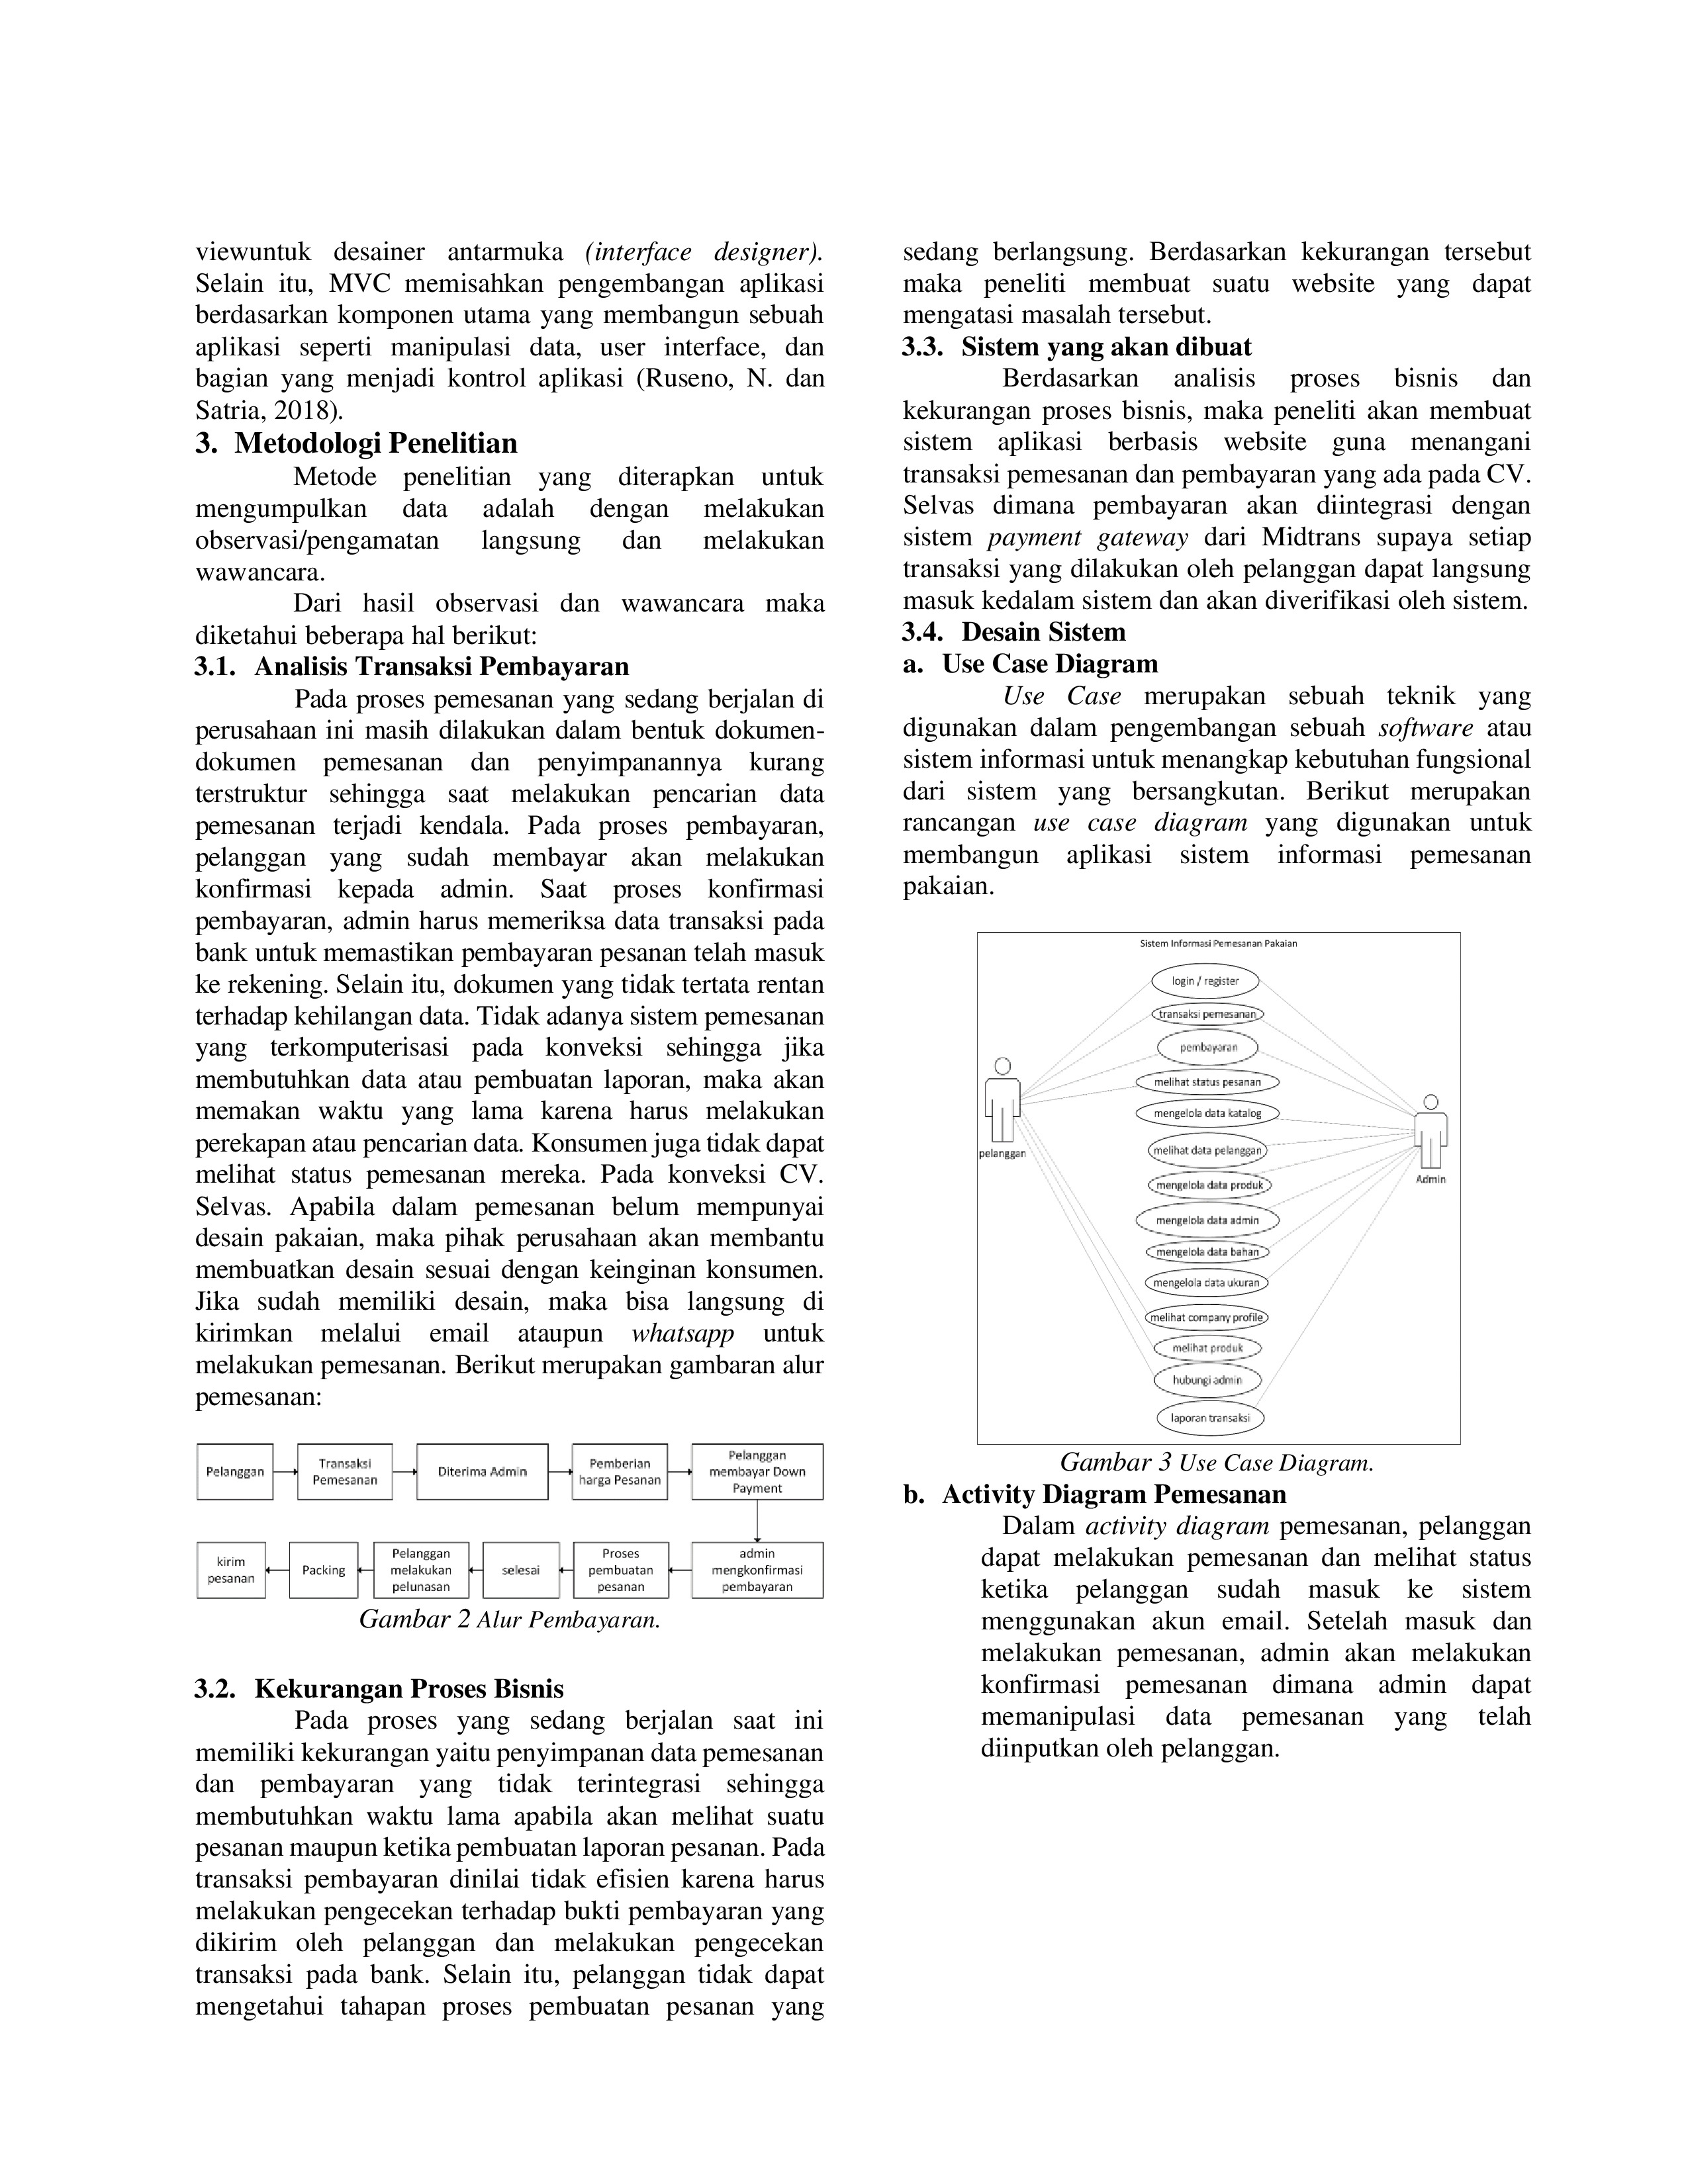 viewuntuk desainer antarmuka (interface designer).
Selain itu, MVC memisahkan pengembangan aplikasi
berdasarkan komponen utama yang membangun sebuah
aplikasi seperti manipulasi data, user interface, dan
bagian yang menjadi kontrol aplikasi (Ruseno, N. dan
Satria, 2018).
3. Metodologi Penelitian
Metode penelitian yang diterapkan untuk
mengumpulkan data adalah dengan melakukan
observasi/pengamatan langsung dan melakukan
wawancara.
Dari hasil observasi dan wawancara maka
diketahui beberapa hal berikut:
3.1. Analisis Transaksi Pembayaran
Pada proses pemesanan yang sedang berjalan di
perusahaan ini masih dilakukan dalam bentuk dokumen-
dokumen pemesanan dan penyimpanannya kurang
terstruktur sehingga saat melakukan pencarian data
pemesanan terjadi kendala. Pada proses pembayaran,
pelanggan yang sudah membayar akan melakukan
konfirmasi kepada admin. Saat proses konfirmasi
pembayaran, admin harus memeriksa data transaksi pada
bank untuk memastikan pembayaran pesanan telah masuk
ke rekening. Selain itu, dokumen yang tidak tertata rentan
terhadap kehilangan data. Tidak adanya sistem pemesanan
yang terkomputerisasi pada konveksi sehingga jika
membutuhkan data atau pembuatan laporan, maka akan
memakan waktu yang lama karena harus melakukan
perekapan atau pencarian data. Konsumen juga tidak dapat
melihat status pemesanan mereka. Pada konveksi CV.
Selvas. Apabila dalam pemesanan belum mempunyai
desain pakaian, maka pihak perusahaan akan membantu
membuatkan desain sesuai dengan keinginan konsumen.
Jika sudah memiliki desain, maka bisa langsung di
kirimkan melalui email ataupun whatsapp untuk
melakukan pemesanan. Berikut merupakan gambaran alur
pemesanan:
Pelanggan
Transaksi
Pemesanan
Diterima Admin
Pemberian
harga Pesanan
Pelanggan
membayar Down
Payment
kirim
pesanan
Packing
Pelanggan
melakukan
pelunasan
selesai
Proses
pembuatan
pesanan
admin
mengkonfirmasi
pembayaran
Gambar 2 Alur Pembayaran.
3.2. Kekurangan Proses Bisnis
Pada proses yang sedang berjalan saat ini
memiliki kekurangan yaitu penyimpanan data pemesanan
dan pembayaran yang tidak terintegrasi sehingga
membutuhkan waktu lama apabila akan melihat suatu
pesanan maupun ketika pembuatan laporan pesanan. Pada
transaksi pembayaran dinilai tidak efisien karena harus
melakukan pengecekan terhadap bukti pembayaran yang
dikirim oleh pelanggan dan melakukan pengecekan
transaksi pada bank. Selain itu, pelanggan tidak dapat
mengetahui tahapan proses pembuatan pesanan yang
sedang berlangsung. Berdasarkan kekurangan tersebut
maka peneliti membuat suatu website yang dapat
mengatasi masalah tersebut.
3.3. Sistem yang akan dibuat
Berdasarkan analisis proses bisnis dan
kekurangan proses bisnis, maka peneliti akan membuat
sistem aplikasi berbasis website guna menangani
transaksi pemesanan dan pembayaran yang ada pada CV.
Selvas dimana pembayaran akan diintegrasi dengan
sistem payment gateway dari Midtrans supaya setiap
transaksi yang dilakukan oleh pelanggan dapat langsung
masuk kedalam sistem dan akan diverifikasi oleh sistem.
3.4. Desain Sistem
a. Use Case Diagram
Use Case merupakan sebuah teknik yang
digunakan dalam pengembangan sebuah software atau
sistem informasi untuk menangkap kebutuhan fungsional
dari sistem yang bersangkutan. Berikut merupakan
rancangan use case diagram yang digunakan untuk
membangun aplikasi sistem informasi pemesanan
pakaian.
Sistem Informasi Pemesanan Pakaian
login / register
transaksi pemesanan
pembayaran
melihat status pesanan
mengelola data katalog
melihat data pelanggan
pelanggan
Admin
mengelola data produk
mengelola data admin
mengelola data bahan
mengelola data ukuran
melihat company profile
melihat produk
hubungi admin
laporan transaksi
Gambar 3 Use Case Diagram.
b. Activity Diagram Pemesanan
Dalam activity diagram pemesanan, pelanggan
dapat melakukan pemesanan dan melihat status
ketika pelanggan sudah masuk ke sistem
menggunakan akun email. Setelah masuk dan
melakukan pemesanan, admin akan melakukan
konfirmasi pemesanan dimana admin dapat
memanipulasi data pemesanan yang telah
diinputkan oleh pelanggan.